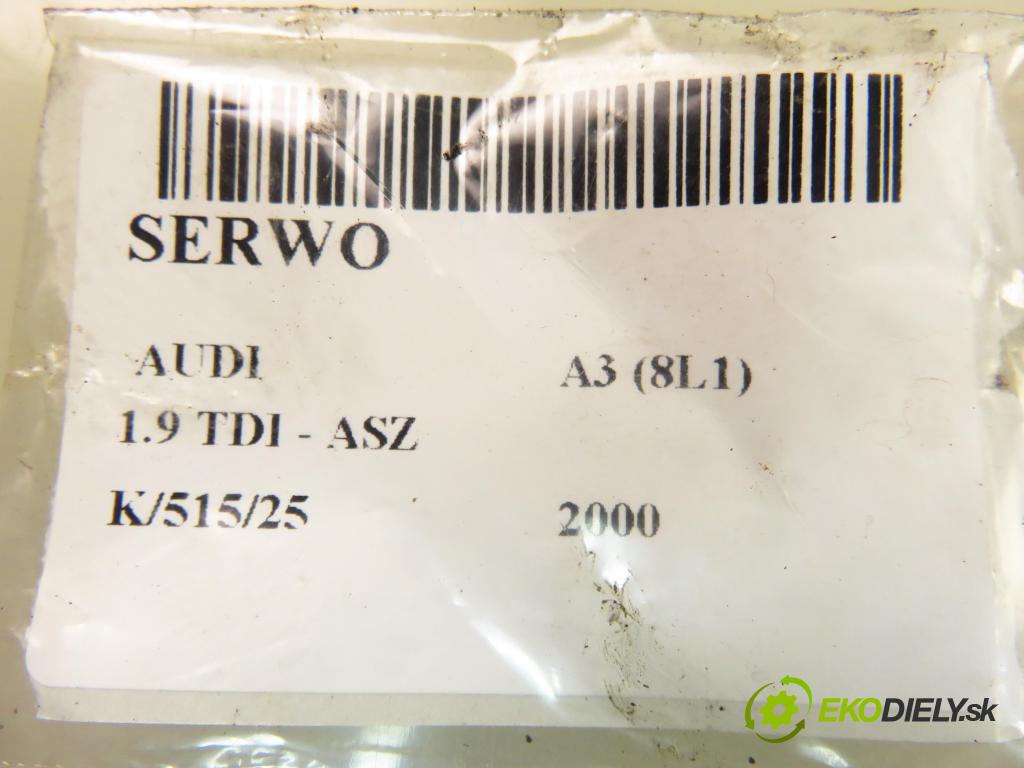 SERWO
AUDI A3 (8L1)
1.9 TDI - ASZ
K/515/25 2000
EKODIELY.sk